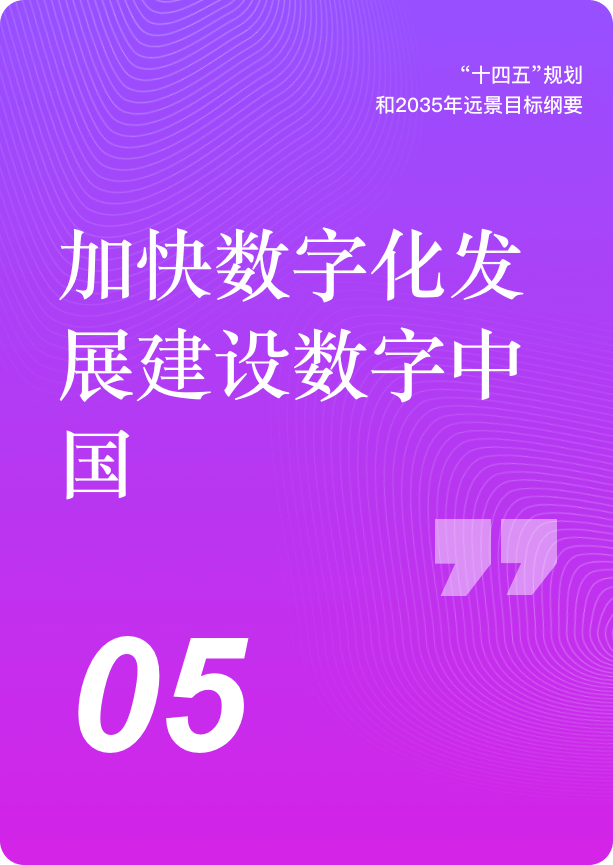 “十四五”规划
和2035年远景目标纲要
加快数字化发
展建设数字中
国
”
05